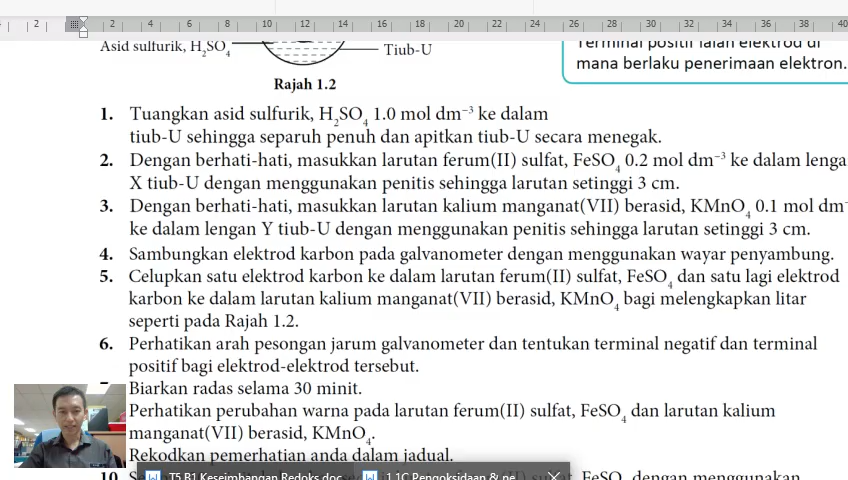 2 2 4 6 8 10 12 14 16 18 20 22 24 26 28 30 32 34 36 38 40
Asid sulfurik, H₂SO₄
Tiub-U
Terminal positif ialah elektrod di
mana berlaku penerimaan elektron.
Rajah 1.2
1. Tuangkan asid sulfurik, H₂SO₄ 1.0 mol dm⁻³ ke dalam
tiub-U sehingga separuh penuh dan apitkan tiub-U secara menegak.
2. Dengan berhati-hati, masukkan larutan ferum(II) sulfat, FeSO₄ 0.2 mol dm⁻³ ke dalam lenga
X tiub-U dengan menggunakan penitis sehingga larutan setinggi 3 cm.
3. Dengan berhati-hati, masukkan larutan kalium manganat(VII) berasid, KMnO₄ 0.1 mol dm⁻
ke dalam lengan Y tiub-U dengan menggunakan penitis sehingga larutan setinggi 3 cm.
4. Sambungkan elektrod karbon pada galvanometer dengan menggunakan wayar penyambung.
5. Celupkan satu elektrod karbon ke dalam larutan ferum(II) sulfat, FeSO₄ dan satu lagi elektrod
karbon ke dalam larutan kalium manganat(VII) berasid, KMnO₄ bagi melengkapkan litar
seperti pada Rajah 1.2.
6. Perhatikan arah pesongan jarum galvanometer dan tentukan terminal negatif dan terminal
positif bagi elektrod-elektrod tersebut.
Biarkan radas selama 30 minit.
Perhatikan perubahan warna pada larutan ferum(II) sulfat, FeSO₄ dan larutan kalium
manganat(VII) berasid, KMnO₄.
Rekodkan pemerhatian anda dalam jadual.
10. FeSO₄ dengan menggunakan
T5 B1 Keseimbangan Redoks.doc
1.1C Pengoksidaan & pe